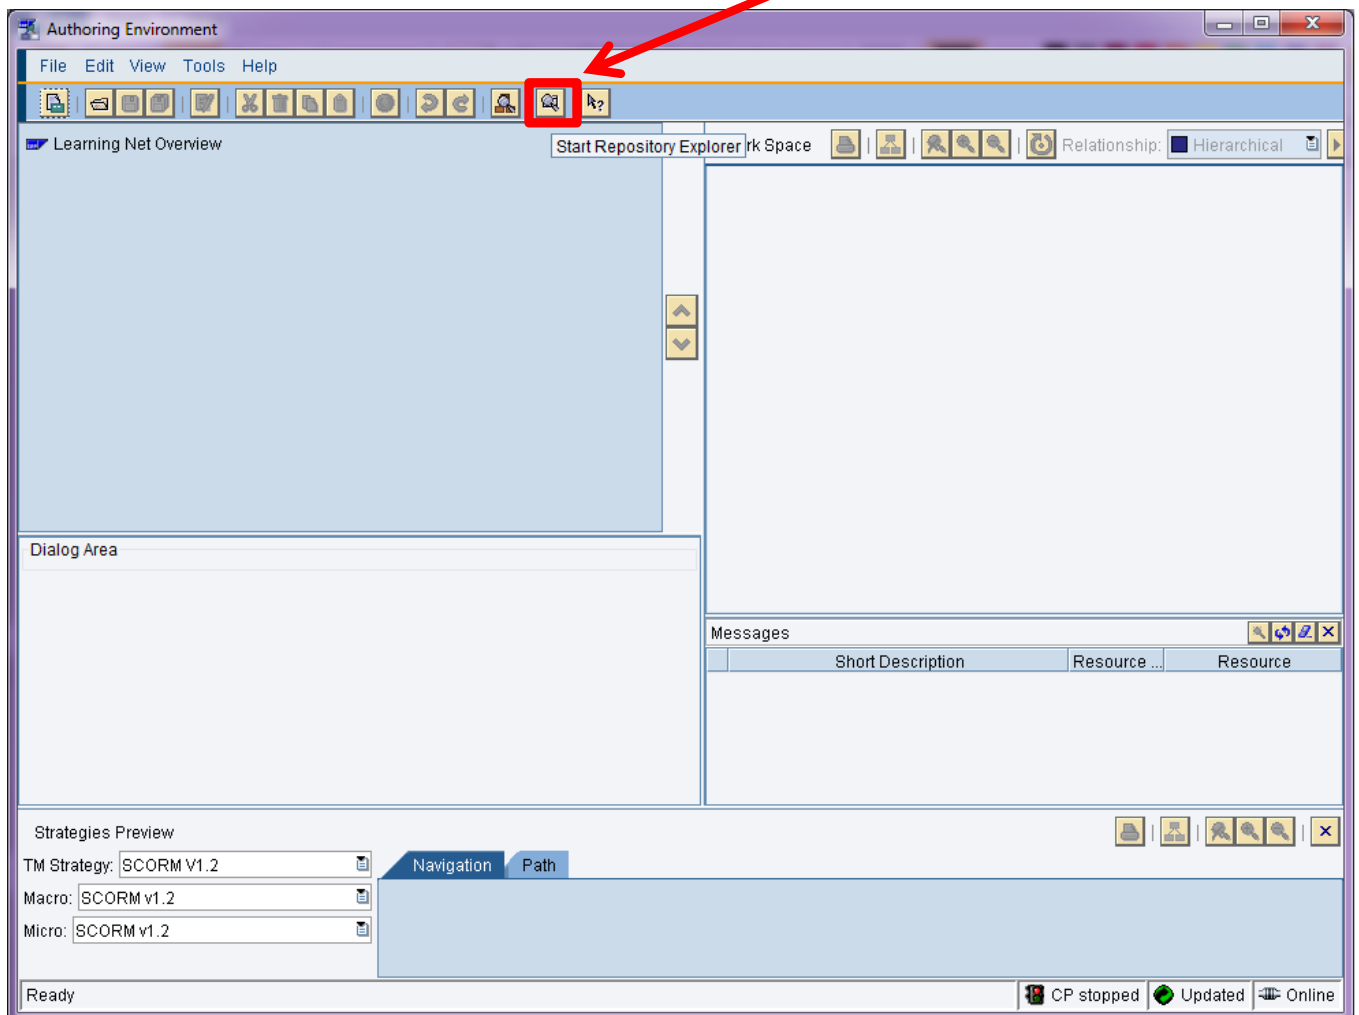 Authoring Environment
File Edit View Tools Help
Learning Net Overview
Start Repository Explorer
rk Space
Relationship: Hierarchical
Dialog Area
Messages
Short Description Resource ... Resource
Strategies Preview
TM Strategy: SCORM V1.2
Navigation Path
Macro: SCORM v1.2
Micro: SCORM v1.2
Ready
CP stopped Updated Online